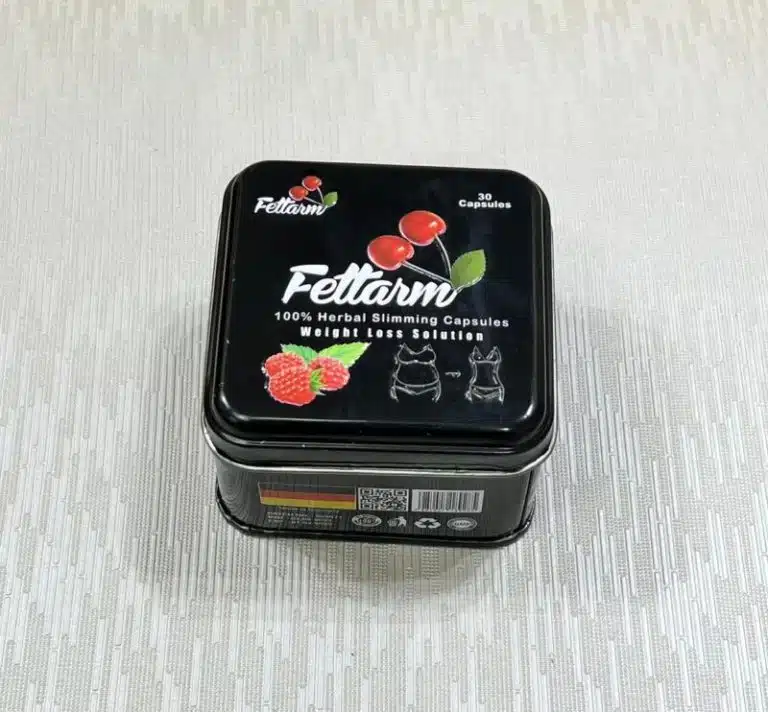 Fettarm
30
Capsules
Fettarm
100% Herbal Slimming Capsules
Weight Loss Solution